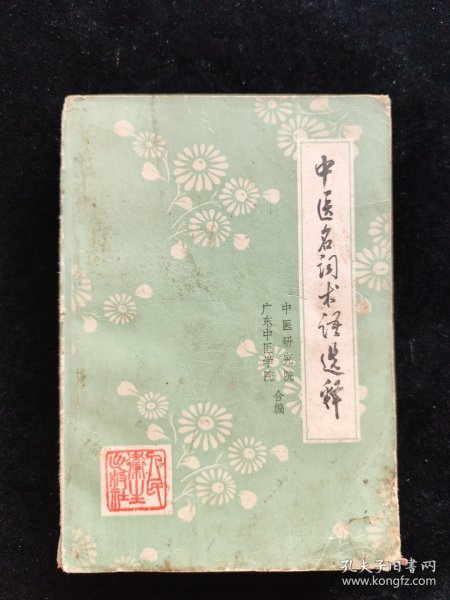 中医名词术语选释
中医研究院
广东中医学院
合编
人民
卫生
出版社
孔夫子旧书网
www.kongfz.com